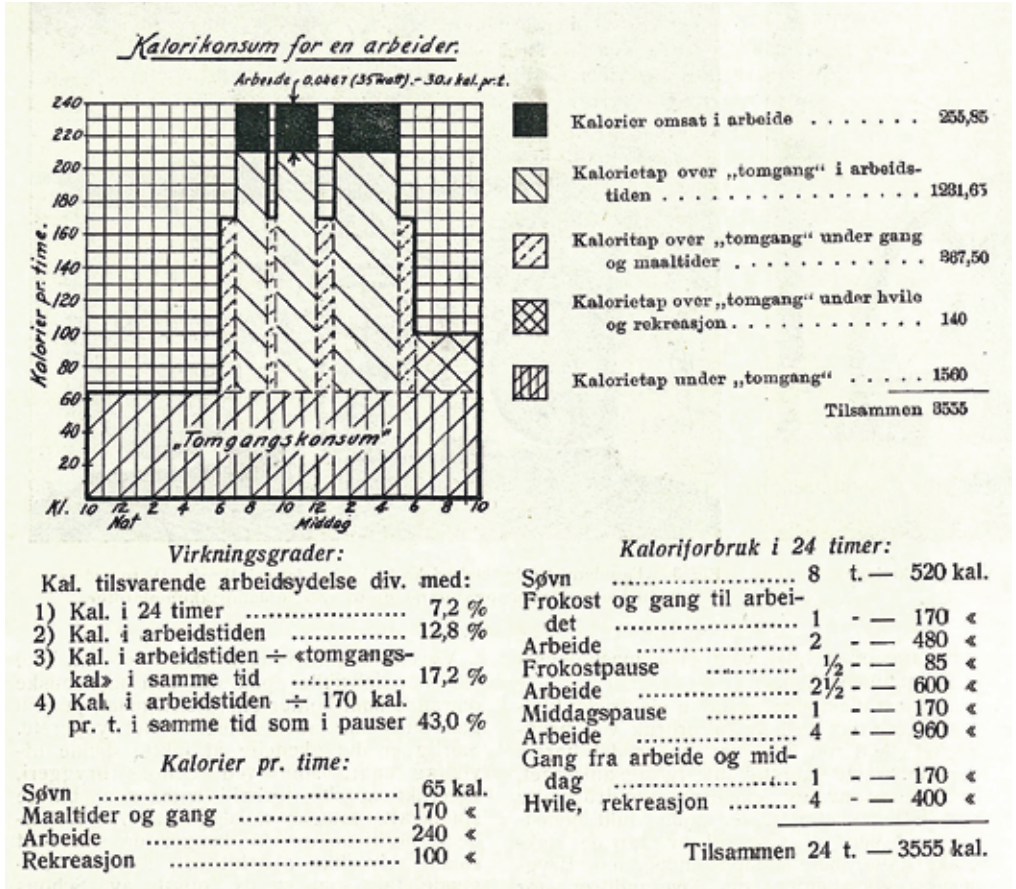 Kalorikonsum for en arbeider.
Arbeide 0,0467 (35 watt).- 30.1 kal. pr. t.
Kalorier pr. time.
240
220
200
180
160
140
120
100
80
60
40
20
„Tomgangskonsum“
Kl. 10 12 2 4 6 8 10 12 2 4 6 8 10
Nat Middag
Kalorier omsat i arbeide . . . . . . . 255,85
Kalorietap over „tomgang“ i arbeids-
tiden . . . . . . . . . . . . . . . 1231,65
Kaloritap over „tomgang“ under gang
og maaltider . . . . . . . . . . 367,50
Kalorietap over „tomgang“ under hvile
og rekreasjon . . . . . . . . . . 140
Kalorietap under „tomgang“ . . . . . 1560
Tilsammen 3555
Virkningsgrader:
Kal. tilsvarende arbeidsydelse div. med:
1) Kal. i 24 timer .................. 7,2 %
2) Kal. i arbeidstiden ............... 12,8 %
3) Kal. i arbeidstiden ÷ «tomgangs-
kal» i samme tid .................. 17,2 %
4) Kal. i arbeidstiden ÷ 170 kal.
pr. t. i samme tid som i pauser 43,0 %
Kalorier pr. time:
Søvn .................................... 65 kal.
Maaltider og gang .................. 170 «
Arbeide .............................. 240 «
Rekreasjon ........................... 100 «
Kaloriforbruk i 24 timer:
Søvn .................. 8 t. — 520 kal.
Frokost og gang til arbei-
det .................. 1 - — 170 «
Arbeide ............... 2 - — 480 «
Frokostpause ½ - — 85 «
Arbeide ............... 2½ - — 600 «
Middagspause ......... 1 - — 170 «
Arbeide ............... 4 - — 960 «
Gang fra arbeide og mid-
dag .................. 1 - — 170 «
Hvile, rekreasjon ......... 4 - — 400 «
Tilsammen 24 t. — 3555 kal.